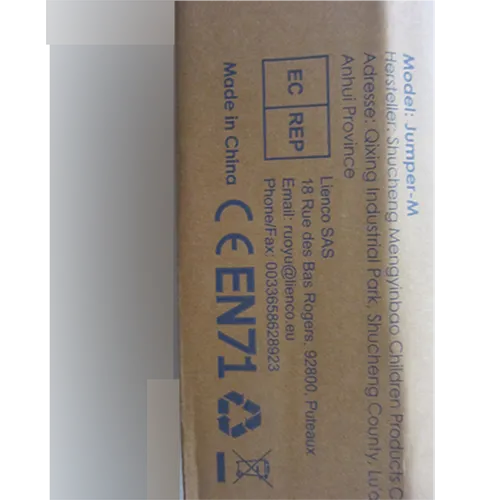 Model: Jumper-M
Hersteller: Shucheng Mengyinbao Children Products
Adresse: Qixing Industrial Park, Shucheng County,
Anhui Province
EC REP
Lienco SAS
18 Rue des Bas Rogers. 92800, Puteaux
Email: ruoyu@lienco.eu
Phone/Fax: 0033658628923
Made in China
CE EN71